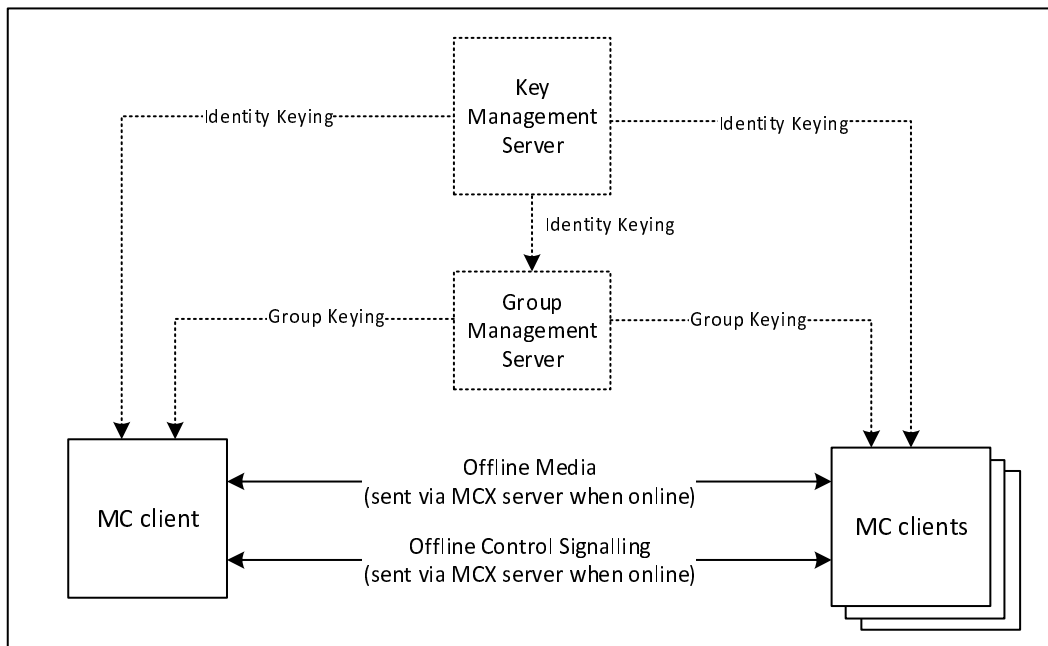 Key
Management
Server
Identity Keying
Identity Keying
Identity Keying
Group
Management
Server
Group Keying
Group Keying
MC client
Offline Media
(sent via MCX server when online)
Offline Control Signalling
(sent via MCX server when online)
MC clients